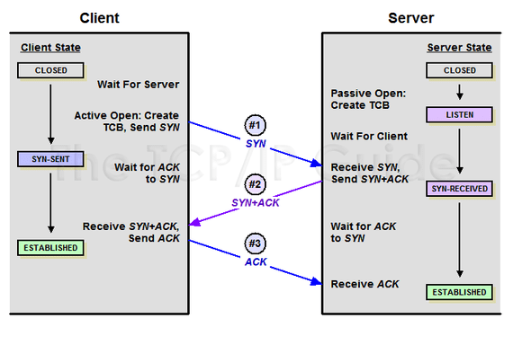 Client
Server
Client State
CLOSED
Wait For Server
Active Open: Create
TCB, Send SYN
SYN-SENT
Wait for ACK
to SYN
Receive SYN+ACK,
Send ACK
ESTABLISHED
#1
SYN
#2
SYN+ACK
#3
ACK
Server State
CLOSED
Passive Open:
Create TCB
LISTEN
Wait For Client
Receive SYN,
Send SYN+ACK
SYN-RECEIVED
Wait for ACK
to SYN
Receive ACK
ESTABLISHED
The TCP/IP Guide